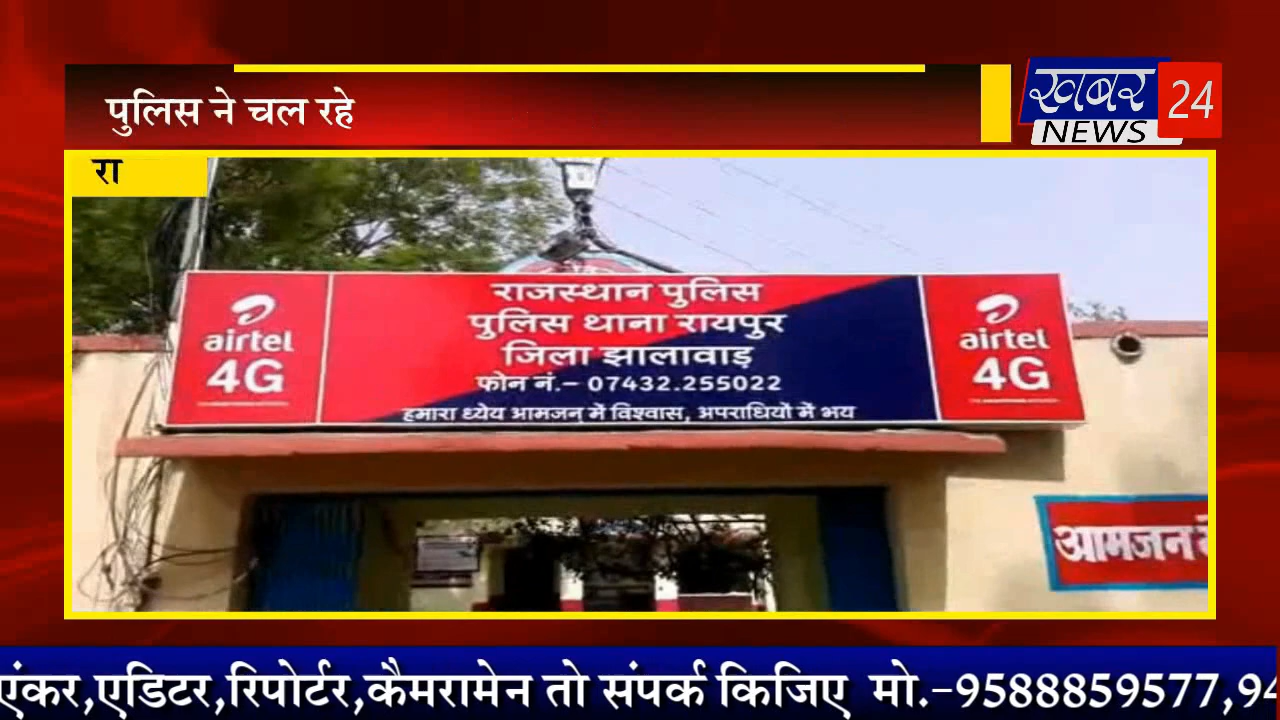 पुलिस ने चल रहे
खबर
NEWS
24
रा
airtel
4G
राजस्थान पुलिस
पुलिस थाना रायपुर
जिला झालावाड़
फोन नं.– 07432.255022
हमारा ध्येय आमजन में विश्वास, अपराधियों में भय
airtel
4G
आमजन
एंकर,एडिटर,रिपोर्टर,कैमरामेन तो संपर्क किजिए मो.-9588859577,94